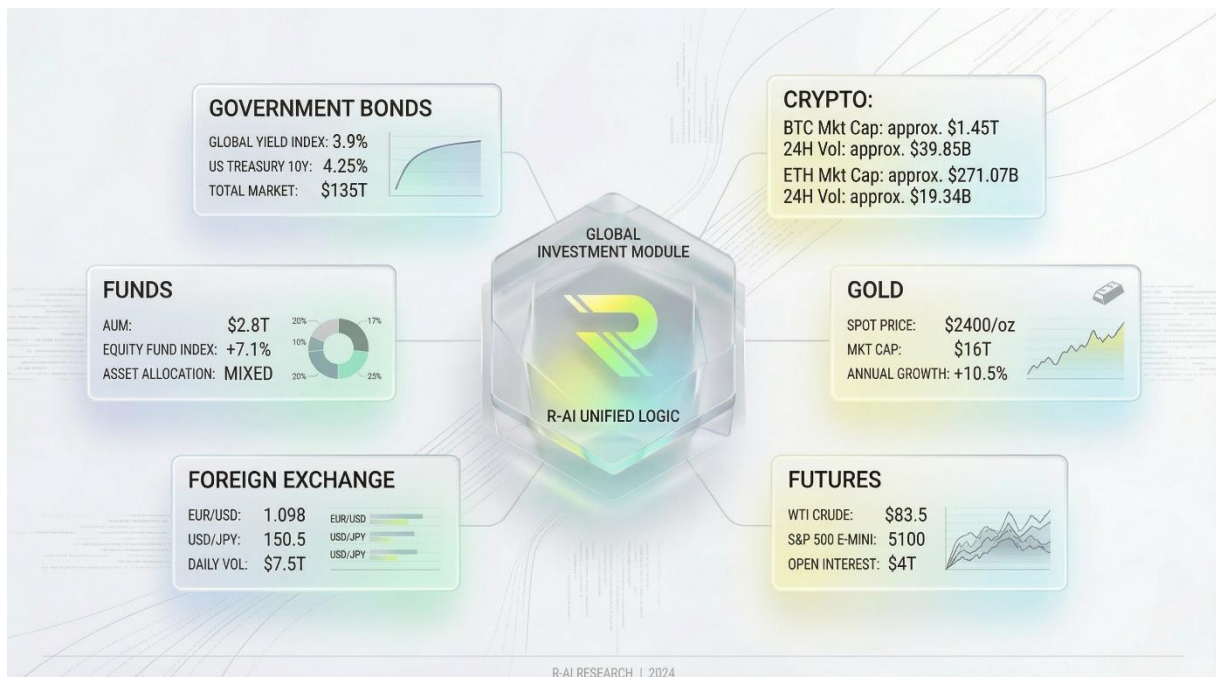 GOVERNMENT BONDS
GLOBAL YIELD INDEX: 3.9%
US TREASURY 10Y: 4.25%
TOTAL MARKET: $135T
CRYPTO:
BTC Mkt Cap: approx. $1.45T
24H Vol: approx. $39.85B
ETH Mkt Cap: approx. $271.07B
24H Vol: approx. $19.34B
GLOBAL
INVESTMENT MODULE
R-AI UNIFIED LOGIC
FUNDS
AUM: $2.8T
EQUITY FUND INDEX: +7.1%
ASSET ALLOCATION: MIXED
20% 17%
10%
20% 25%
GOLD
SPOT PRICE: $2400/oz
MKT CAP: $16T
ANNUAL GROWTH: +10.5%
FOREIGN EXCHANGE
EUR/USD: 1.098
USD/JPY: 150.5
DAILY VOL: $7.5T
EUR/USD
USD/JPY
USD/JPY
FUTURES
WTI CRUDE: $83.5
S&P 500 E-MINI: 5100
OPEN INTEREST: $4T
R-AI RESEARCH | 2024